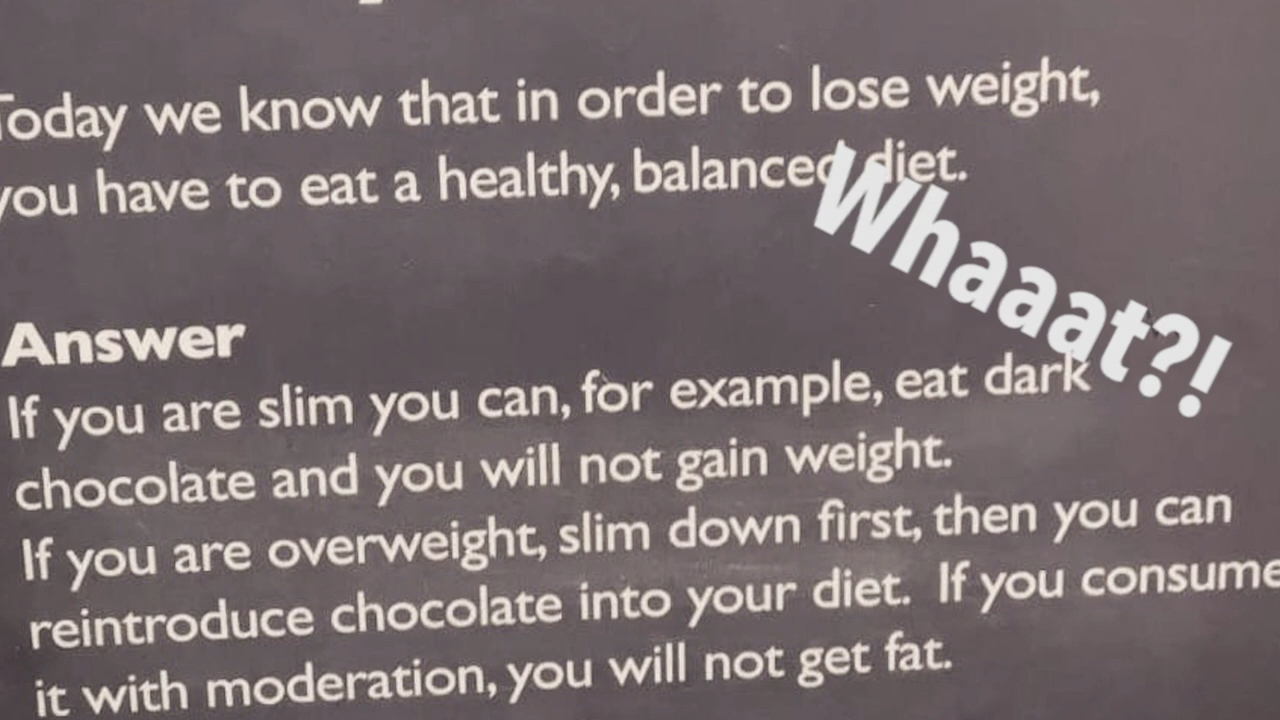 Today we know that in order to lose weight,
you have to eat a healthy, balanced diet.
Whaaat?!
Answer
If you are slim you can, for example, eat dark
chocolate and you will not gain weight.
If you are overweight, slim down first, then you can
reintroduce chocolate into your diet. If you consume
it with moderation, you will not get fat.